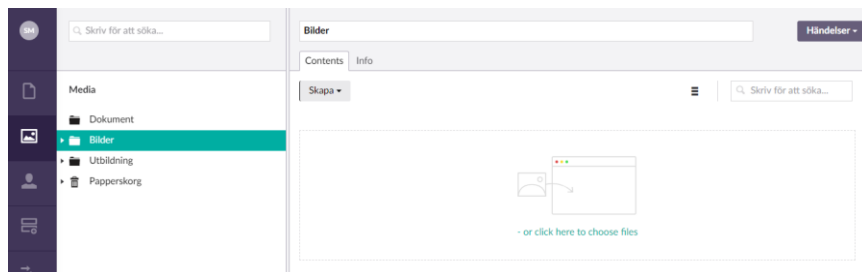 SM
Skriv för att söka...
Media
Dokument
Bilder
Utbildning
Papperskorg
Bilder
Händelser
Contents Info
Skapa
Skriv för att söka...
- or click here to choose files